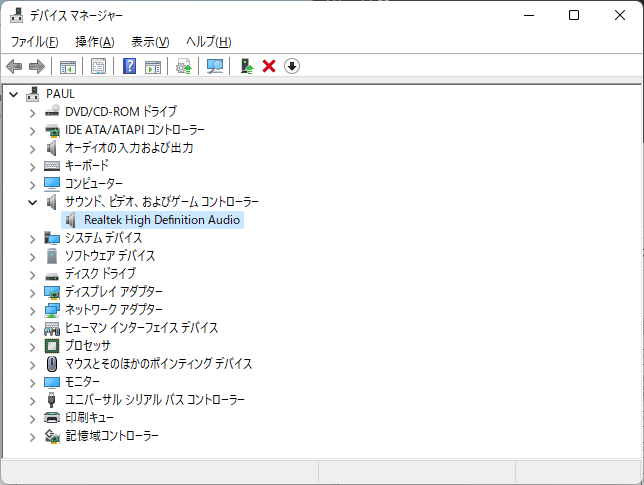 デバイス マネージャー
ファイル(F) 操作(A) 表示(V) ヘルプ(H)
PAUL
DVD/CD-ROM ドライブ
IDE ATA/ATAPI コントローラー
オーディオの入力および出力
キーボード
コンピューター
サウンド、ビデオ、およびゲーム コントローラー
Realtek High Definition Audio
システム デバイス
ソフトウェア デバイス
ディスク ドライブ
ディスプレイ アダプター
ネットワーク アダプター
ヒューマン インターフェイス デバイス
プロセッサ
マウスとそのほかのポインティング デバイス
モニター
ユニバーサル シリアル バス コントローラー
印刷キュー
記憶域コントローラー